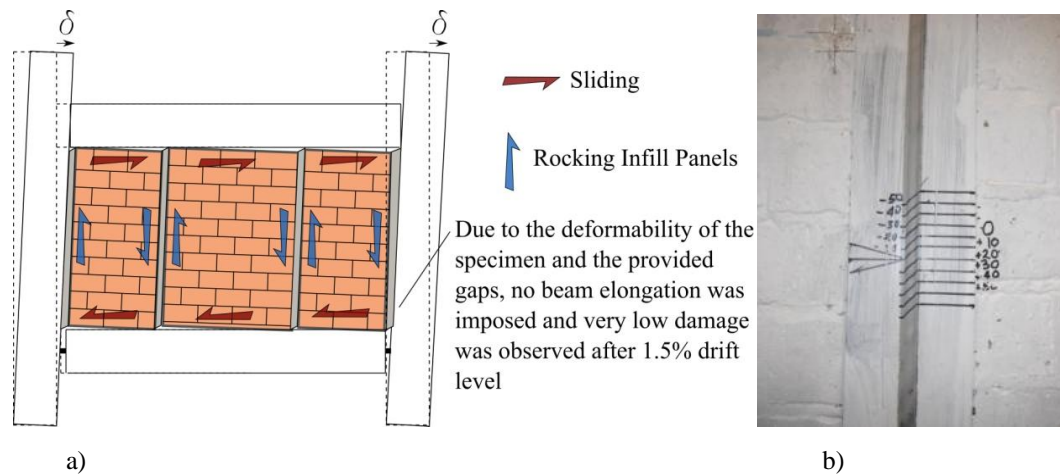 δ
δ
Sliding
Rocking Infill Panels
Due to the deformability of the
specimen and the provided
gaps, no beam elongation was
imposed and very low damage
was observed after 1.5% drift
level
-50
-40
-30
-20
0
+10
+20
+30
40
+50
a)
b)